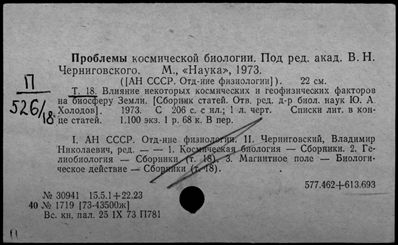 Проблемы космической биологии. Под ред. акад. В. Н.
Черниговского. М., «Наука», 1973.
([АН СССР. Отд-ние физиологии]). 22 см.
П
526/18
Т. 18. Влияние некоторых космических и геофизических факторов
на биосферу Земли. [Сборник статей. Отв. ред. д-р биол. наук Ю. А.
Холодов] 1973. С 206 с. с ил.; 1 л. черт. Списки лит. в кон-
це статей. 1.100 экз. 1 р. 68 к. В пер.
I. АН СССР. Отд-ние физиологии. II. Черниговский, Владимир
Николаевич, ред. — — 1. Космическая биология — Сборники. 2. Ге-
лиобиология — Сборники (т. 18). 3. Магнитное поле — Биологи-
ческое действие — Сборники (т. 18).
577.462+613.693
№ 30941 15.5.1+22.23
40 № 1719 [73-43500ж]
Вс. кн. пал. 25 IX 73 П781